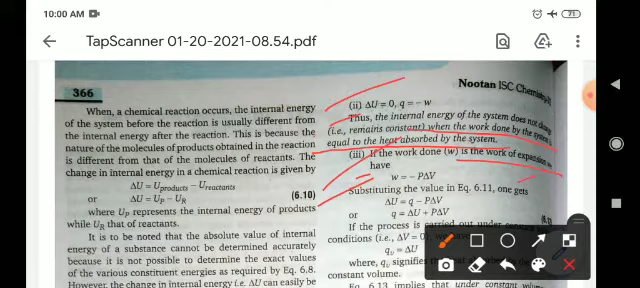 10:00 AM
71
TapScanner 01-20-2021-08.54.pdf
366
When, a chemical reaction occurs, the internal energy
of the system before the reaction is usually different from
the internal energy after the reaction. This is because the
nature of the molecules of products obtained in the reaction
is different from that of the molecules of reactants. The
change in internal energy in a chemical reaction is given by
ΔU = Uproducts − Ureactants
or ΔU = UP − UR (6.10)
where UP represents the internal energy of products
while UR that of reactants.
It is to be noted that the absolute value of internal
energy of a substance cannot be determined accurately
because it is not possible to determine the exact values
of the various constituent energies as required by Eq. 6.8.
However, the changes in internal energy i.e. ΔU can easily be
Nootan ISC Chemistry
(ii) ΔU = 0, q = − w
Thus, the internal energy of the system does not
(i.e., remains constant) when the work done by the system is
equal to the heat absorbed by the system.
(iii) If the work done (w) is the work of expansion
have
w = − PΔV
Substituting the value in Eq. 6.11, one gets
ΔU = q − PΔV
or q = ΔU + PΔV
If the process is carried out under
conditions (i.e., ΔV = 0)
qv = ΔU
where, qv signifies
constant volume.
Eq. 6.13 implies that under constant